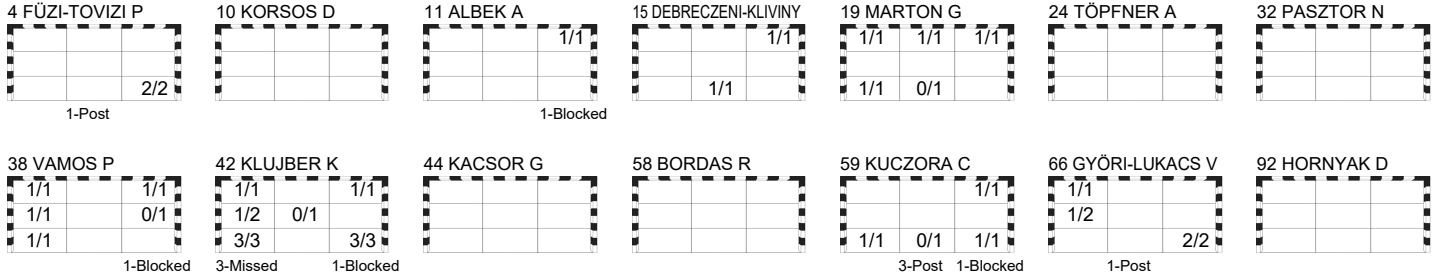 4 FÜZI-TOVIZI P 10 KORSOS D 11 ALBEK A 15 DEBRECZENI-KLIVINY 19 MARTON G 24 TÖPFNER A 32 PASZTOR N
1/1 1/1 1/1 1/1 1/1
2/2 1/1 1/1 0/1
1-Post 1-Blocked
38 VAMOS P 42 KLUJBER K 44 KACSOR G 58 BORDAS R 59 KUCZORA C 66 GYÖRI-LUKACS V 92 HORNYAK D
1/1 1/1 1/1 1/1 1/1 1/1
1/1 0/1 1/2 0/1 1/2
1/1 3/3 3/3 1/1 0/1 1/1 2/2
1-Blocked 3-Missed 1-Blocked 3-Post 1-Blocked 1-Post